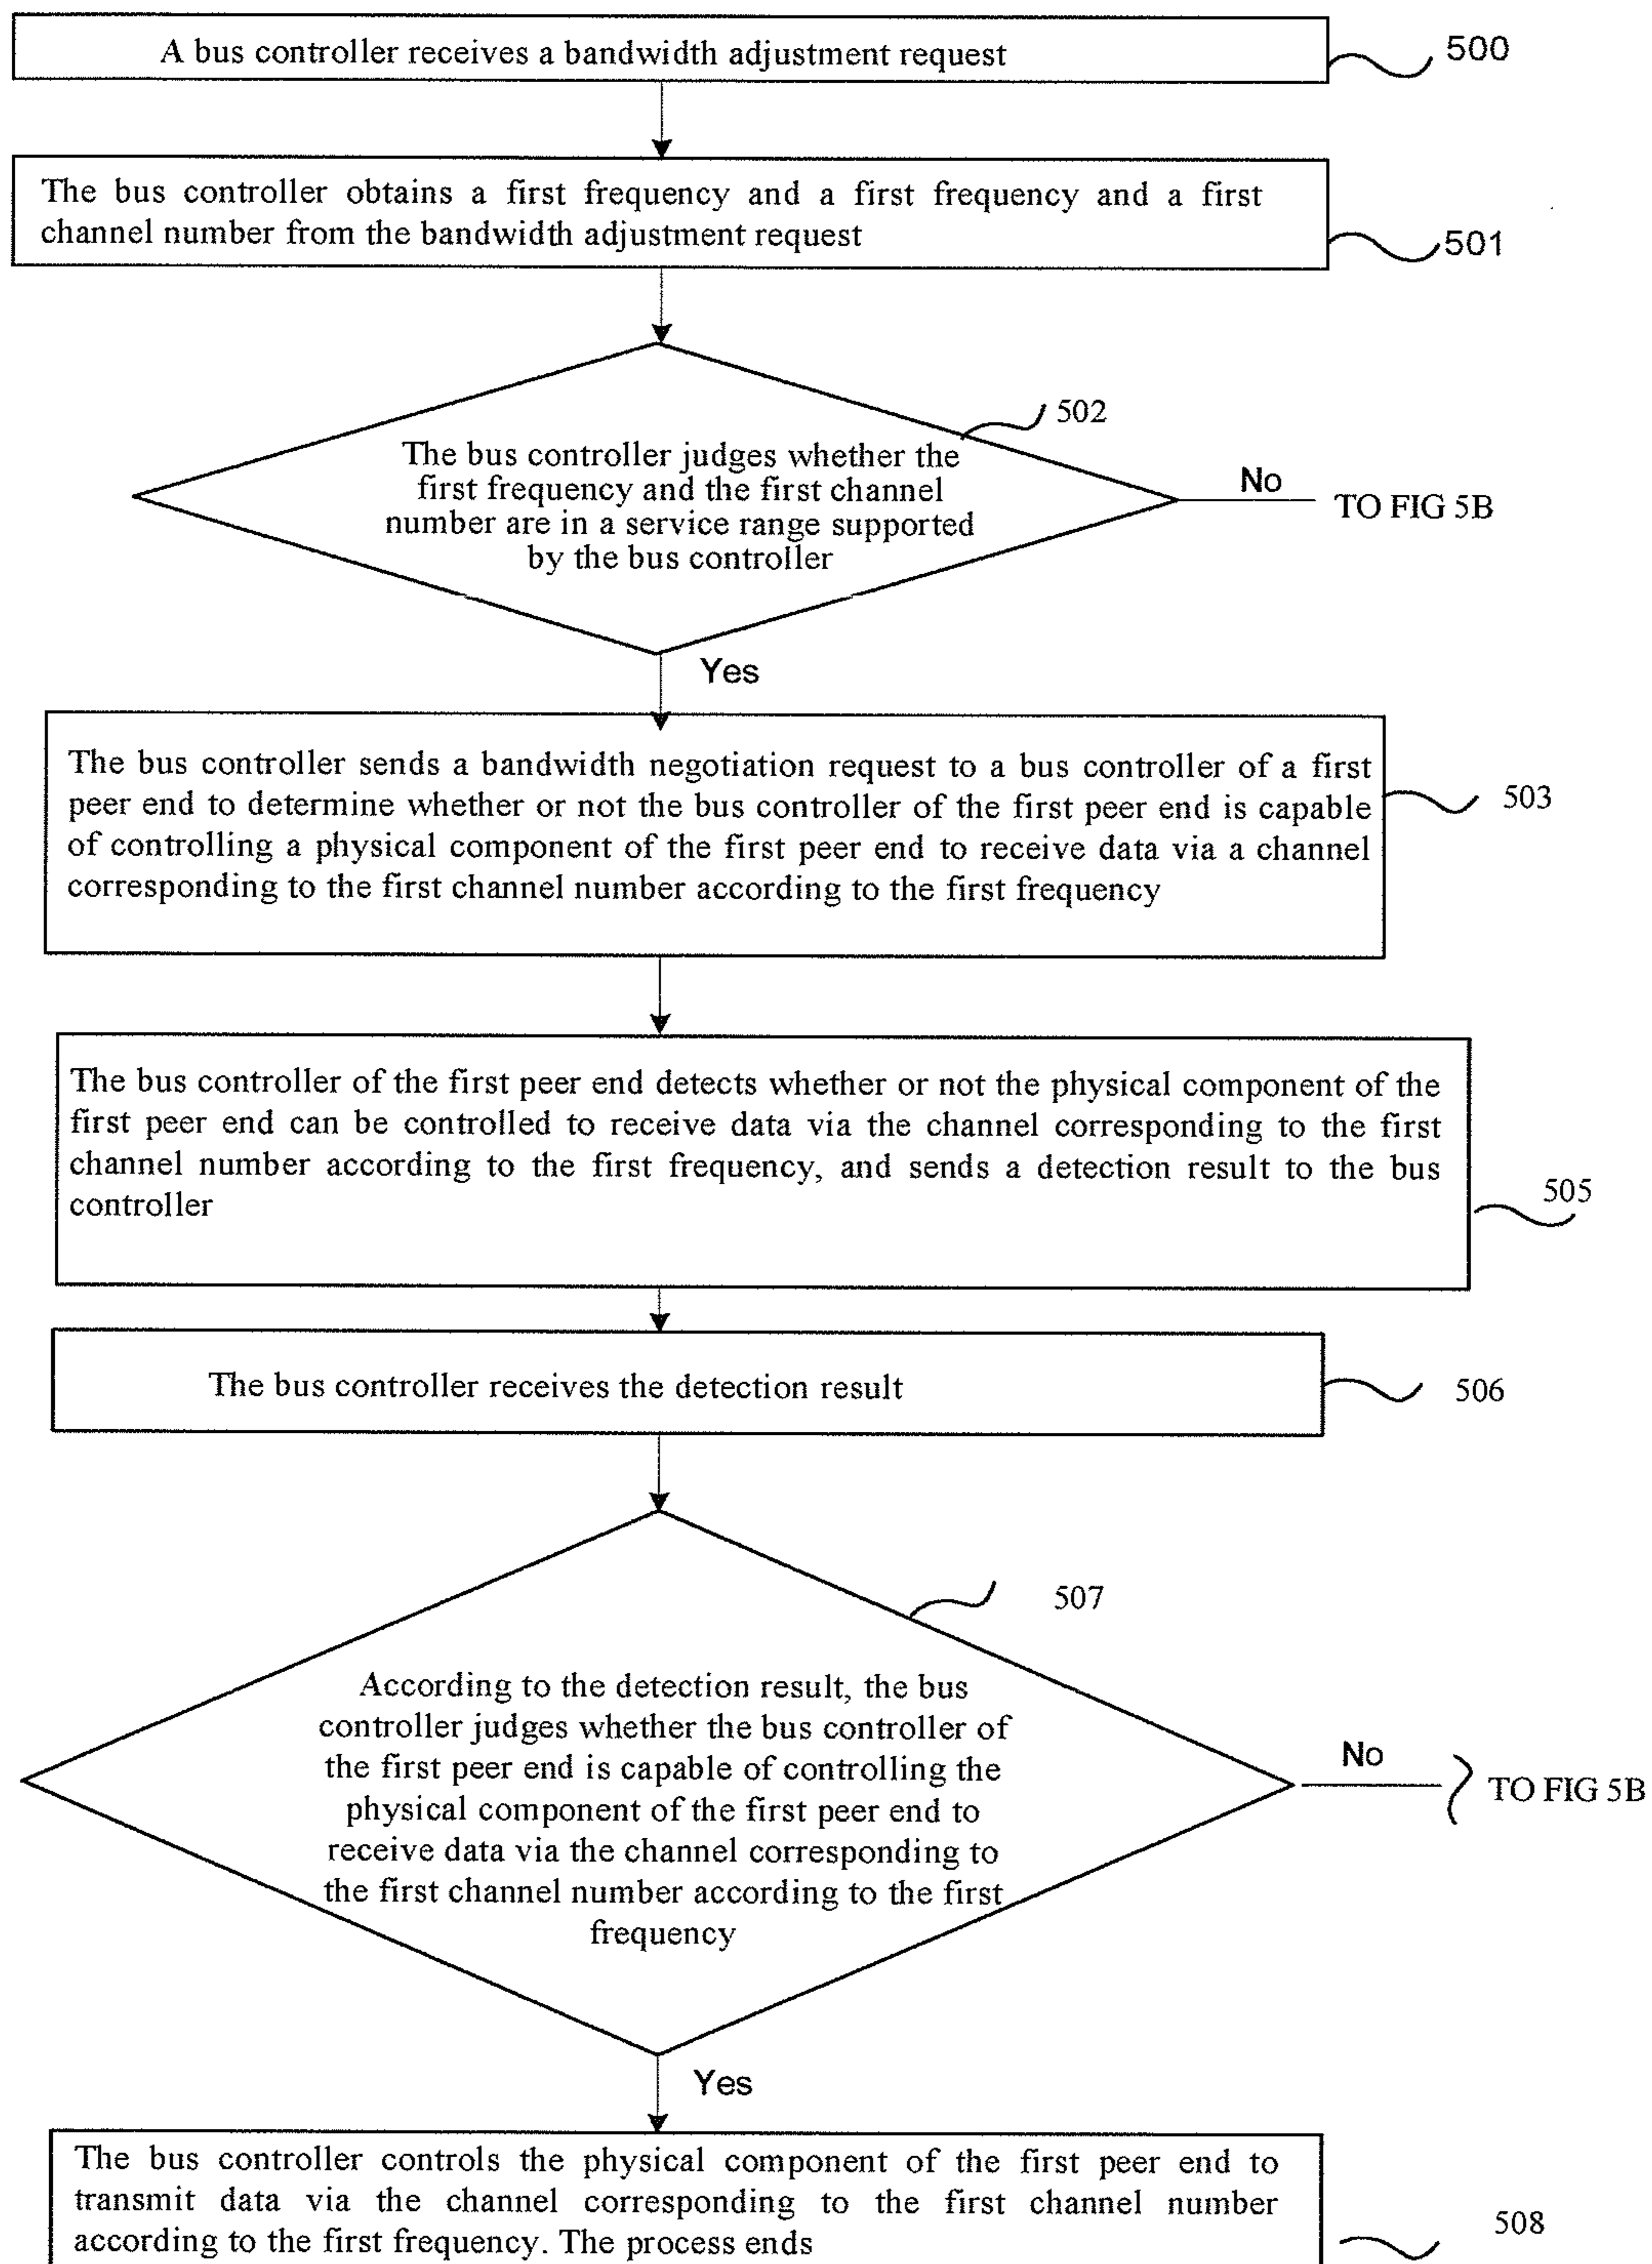 A bus controller receives a bandwidth adjustment request
500
The bus controller obtains a first frequency and a first frequency and a first
channel number from the bandwidth adjustment request
501
502
The bus controller judges whether the
first frequency and the first channel
number are in a service range supported
by the bus controller
No
TO FIG 5B
Yes
The bus controller sends a bandwidth negotiation request to a bus controller of a first
peer end to determine whether or not the bus controller of the first peer end is capable
of controlling a physical component of the first peer end to receive data via a channel
corresponding to the first channel number according to the first frequency
503
The bus controller of the first peer end detects whether or not the physical component of the
first peer end can be controlled to receive data via the channel corresponding to the first
channel number according to the first frequency, and sends a detection result to the bus
controller
505
The bus controller receives the detection result
506
507
According to the detection result, the bus
controller judges whether the bus controller of
the first peer end is capable of controlling the
physical component of the first peer end to
receive data via the channel corresponding to
the first channel number according to the first
frequency
No
TO FIG 5B
Yes
The bus controller controls the physical component of the first peer end to
transmit data via the channel corresponding to the first channel number
according to the first frequency. The process ends
508